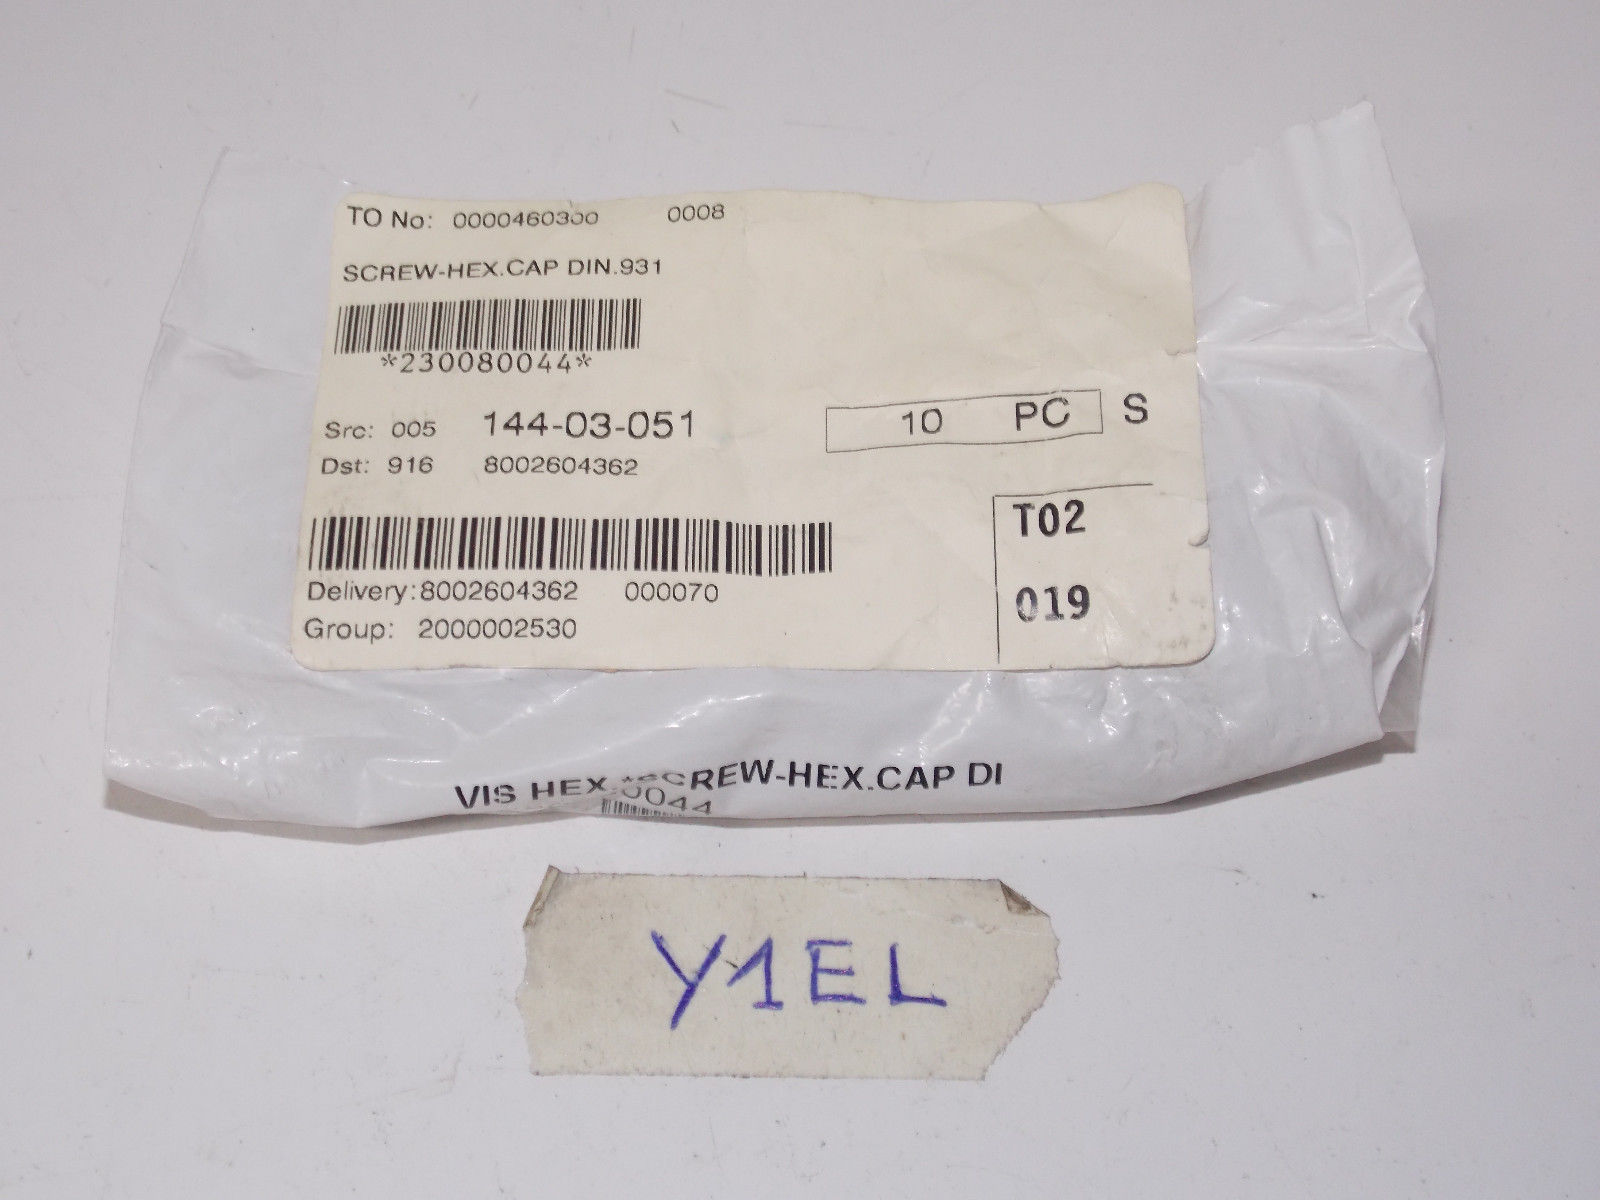 TO No: 0000460300 0008
SCREW-HEX.CAP DIN.931
*230080044*
Src: 005 144-03-051 10 PC S
Dst: 916 8002604362
T02
Delivery:8002604362 000070
019
Group: 2000002530
VIS HEX. SCREW-HEX.CAP DI
0044
Y1EL